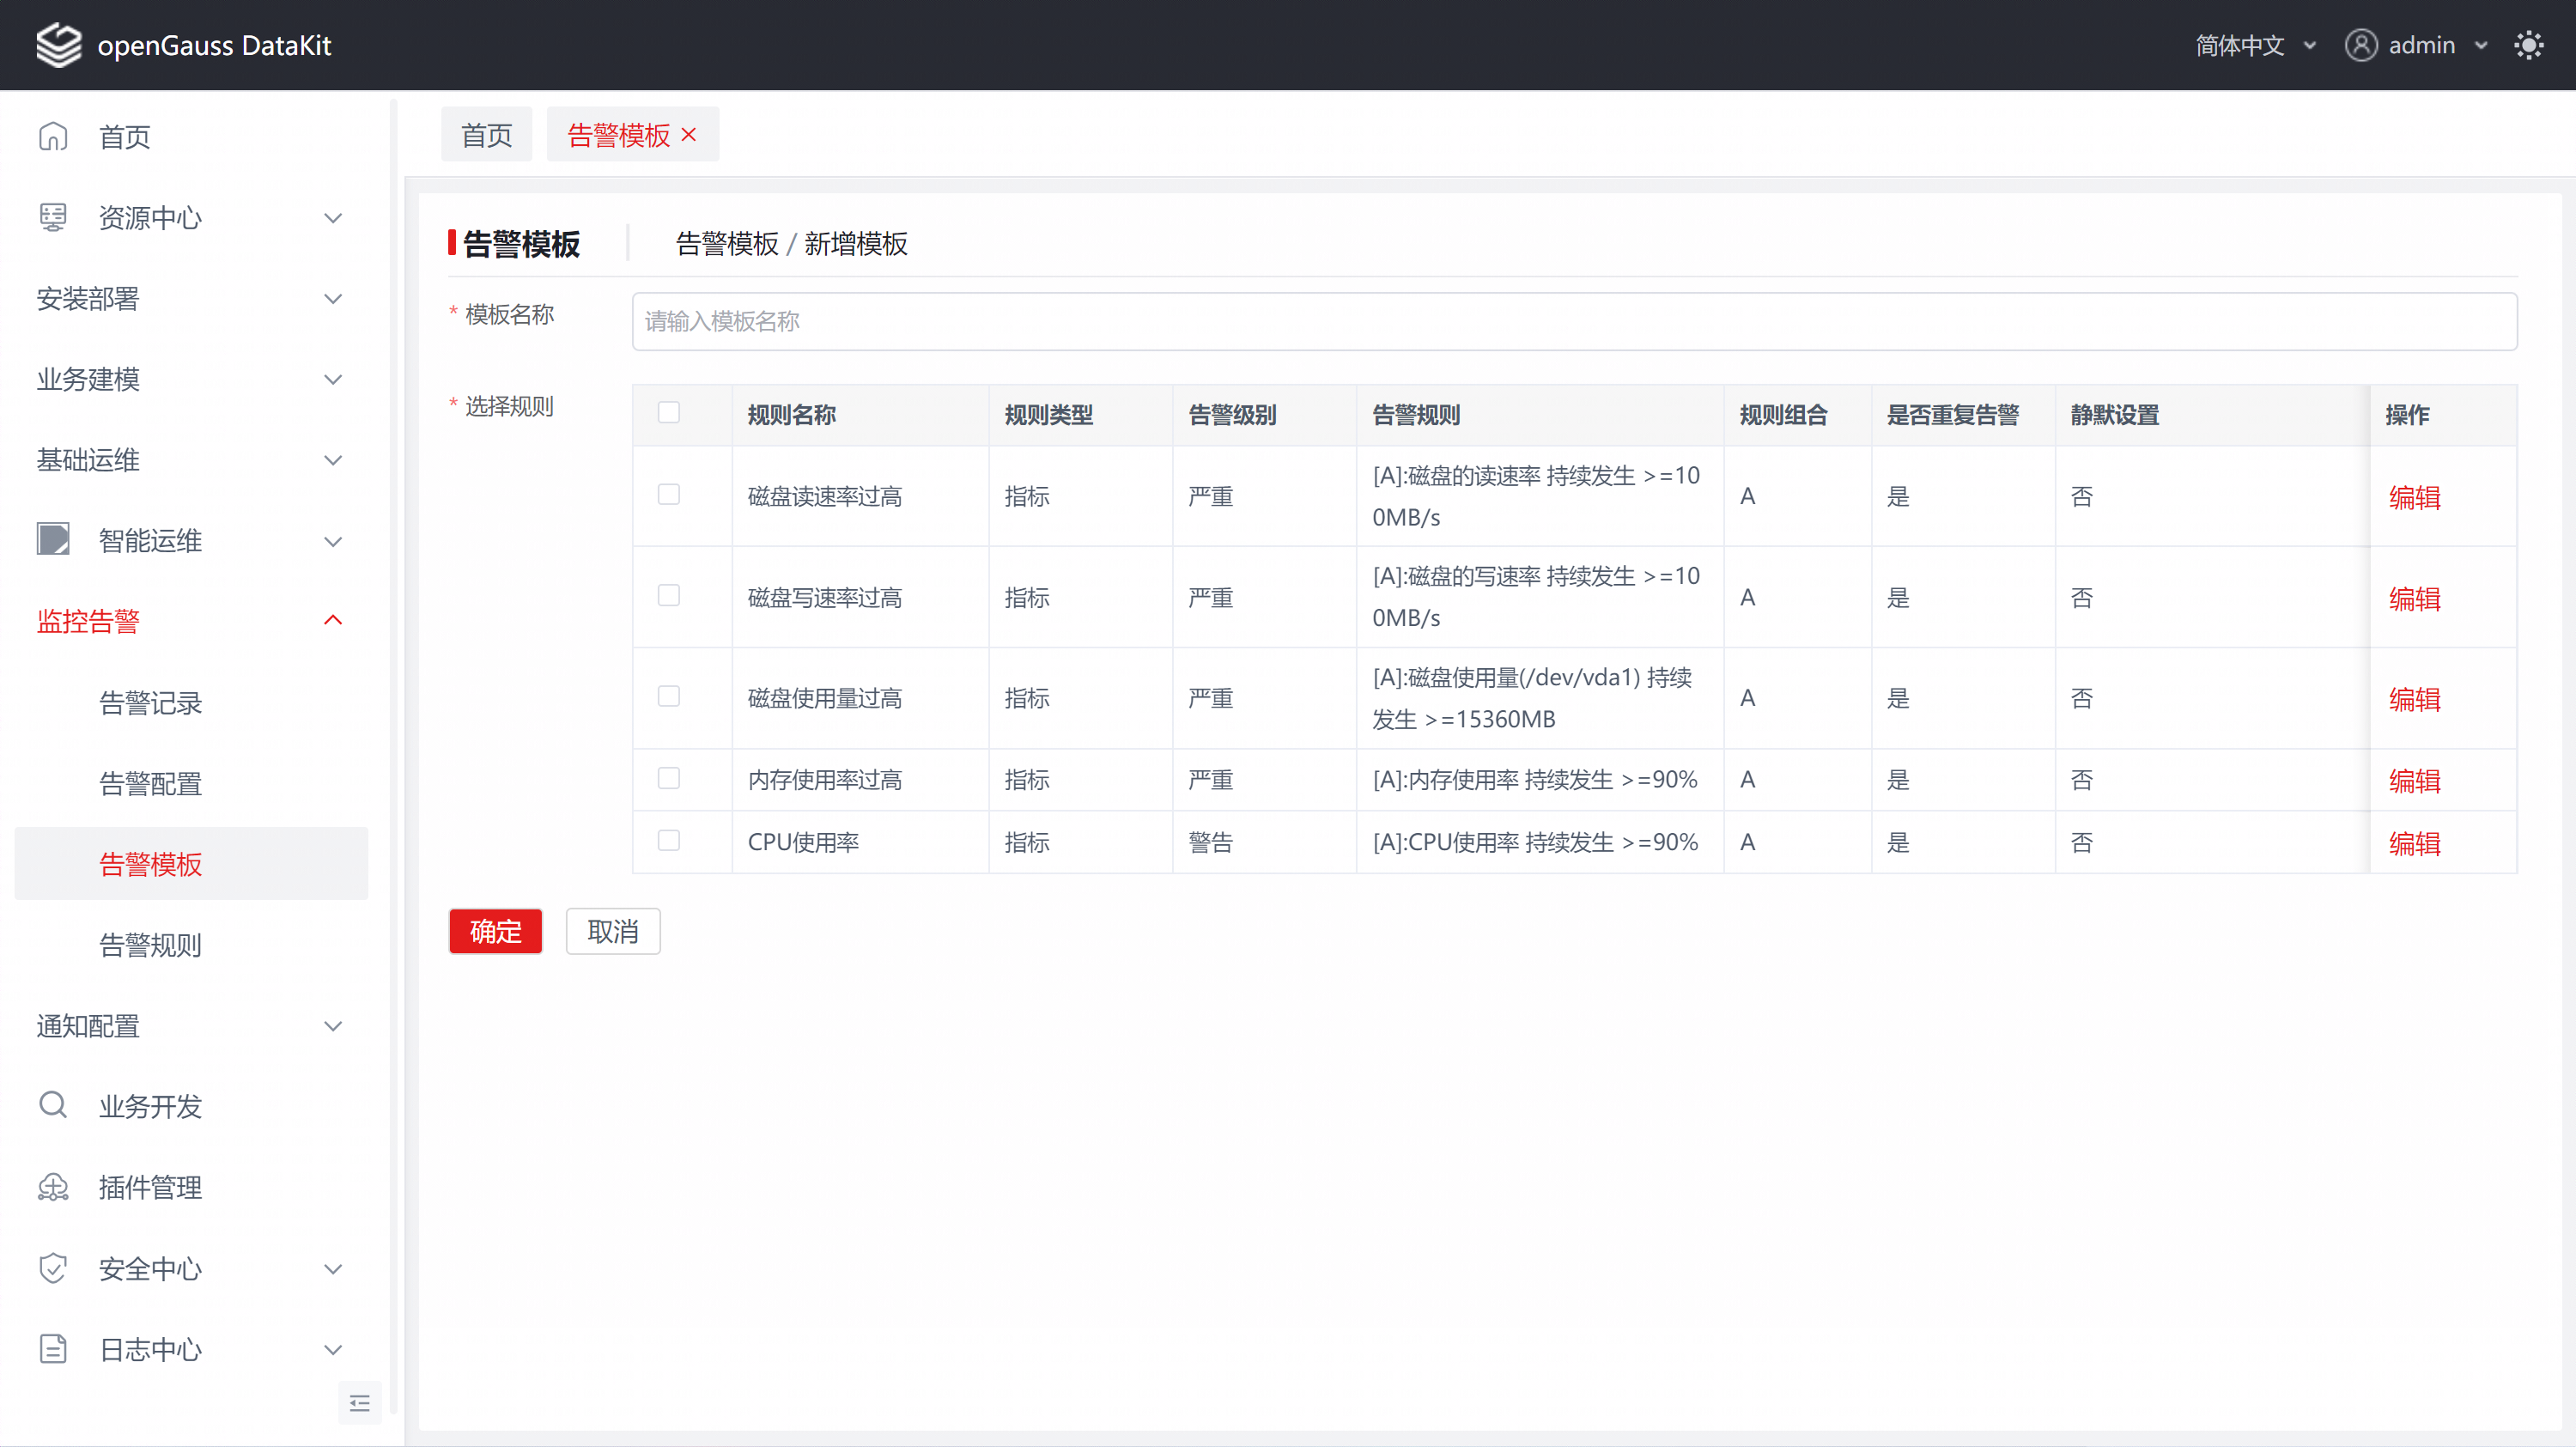 openGauss DataKit
简体中文
admin
首页
资源中心
安装部署
业务建模
基础运维
智能运维
监控告警
告警记录
告警配置
告警模板
告警规则
通知配置
业务开发
插件管理
安全中心
日志中心
首页
告警模板
告警模板
告警模板 / 新增模板
* 模板名称
请输入模板名称
* 选择规则
规则名称 规则类型 告警级别 告警规则 规则组合 是否重复告警 静默设置 操作
磁盘读速率过高 指标 严重 [A]:磁盘的读速率 持续发生 >=10
0MB/s A 是 否 编辑
磁盘写速率过高 指标 严重 [A]:磁盘的写速率 持续发生 >=10
0MB/s A 是 否 编辑
磁盘使用量过高 指标 严重 [A]:磁盘使用量(/dev/vda1) 持续
发生 >=15360MB A 是 否 编辑
内存使用率过高 指标 严重 [A]:内存使用率 持续发生 >=90% A 是 否 编辑
CPU使用率 指标 警告 [A]:CPU使用率 持续发生 >=90% A 是 否 编辑
确定
取消